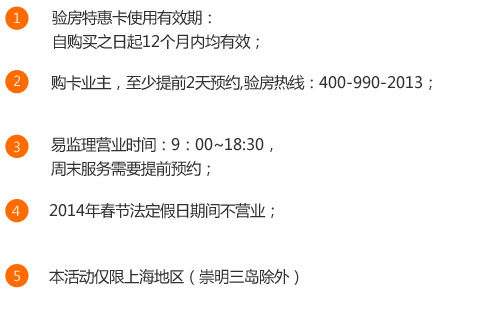 1 验房特惠卡使用有效期：
自购买之日起12个月内均有效；
2 购卡业主，至少提前2天预约,验房热线：400-990-2013；
3 易监理营业时间：9：00~18:30，
周末服务需要提前预约；
4 2014年春节法定假日期间不营业；
5 本活动仅限上海地区（崇明三岛除外）